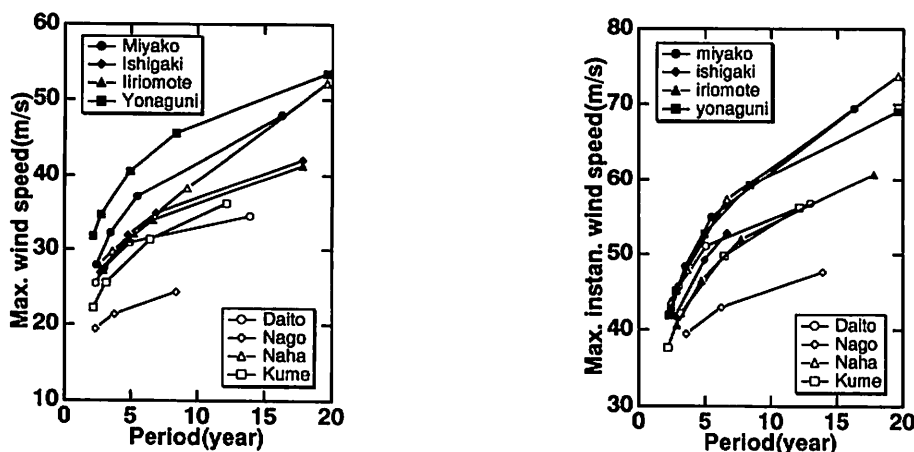 Max. wind speed(m/s)
60
50
40
30
20
10
0
5
10
15
20
Period(year)
Miyako
Ishigaki
Iiriomote
Yonaguni
Daito
Nago
Naha
Kume
Max. instan. wind speed(m/s)
80
70
60
50
40
30
0
5
10
15
20
Period(year)
miyako
ishigaki
iriomote
yonaguni
Daito
Nago
Naha
Kume